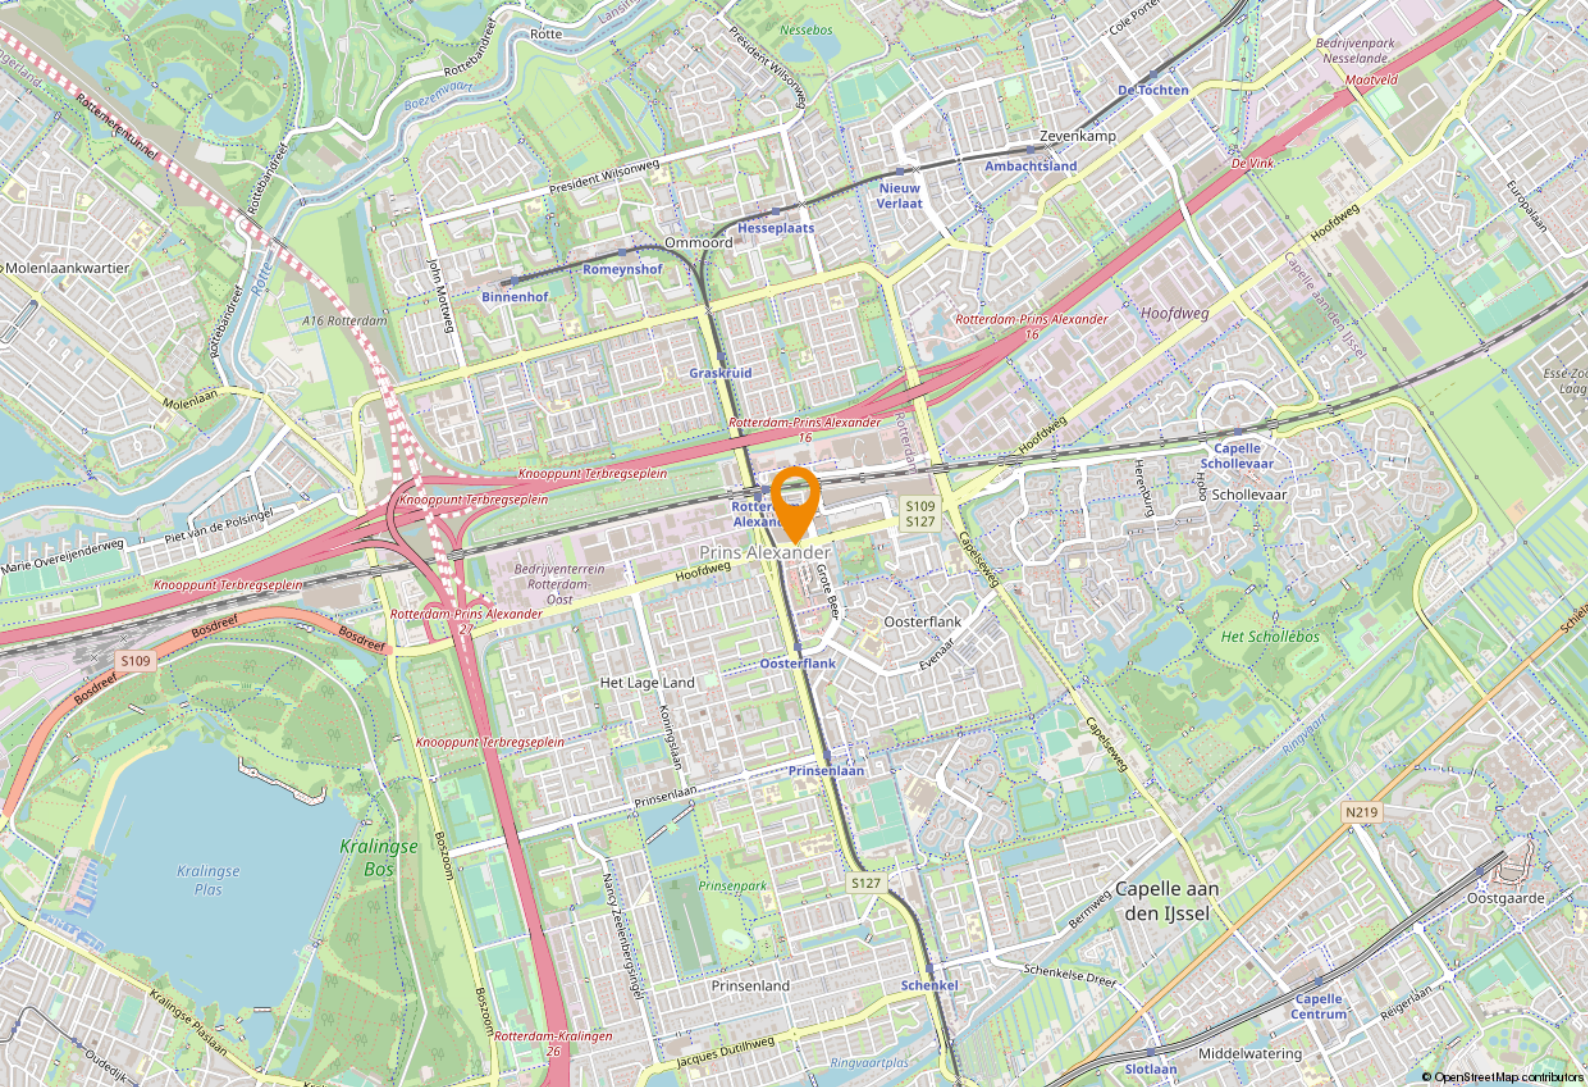 Rotte
Lansing
Nessebos
Cole Porter
Bedrijvenpark
Nesselande
Maatveld
De Tochten
President Wilsonweg
Rottebandreef
Boezemvaart
Rottemerentunnel
Zevenkamp
Ambachtsland
De Vink
Nieuw
Verlaat
President Wilsonweg
Rottebandreef
Europalaan
Hoofdweg
Hesseplaats
Ommoord
Romeynshof
Binnenhof
Molenlaankwartier
Rotte
John Mottweg
Capelle aan den IJssel
A16 Rotterdam
Rottebandreef
Hoofdweg
Rotterdam-Prins Alexander
16
Graskruid
Molenlaan
Rotterdam-Prins Alexander
16
Rotterdam
Hoofdweg
Capelle
Schollevaar
Knooppunt Terbregseplein
Knooppunt Terbregseplein
Herenburg
Hobo
Schollevaar
S109
S127
Piet van de Polsingel
Marie Overeijnderweg
Prins Alexander
Capelseweg
Hoofdweg
Bedrijventerrein
Rotterdam-
Oost
Grote Beer
Knooppunt Terbregseplein
Rotterdam-Prins Alexander
27
Bosdreef
Bosdreef
Oosterflank
Het Schollebos
S109
Bosdreef
Evenaar
Oosterflank
Het Lage Land
Koningslaan
Knooppunt Terbregseplein
Capelseweg
Ringvaart
Prinsenlaan
Prinsenlaan
N219
Kralingse
Bos
Boszoom
Kralingse
Plas
Prinsenpark
S127
Capelle aan
den IJssel
Bermweg
Oostgaarde
Nancy Zeelenbergsingel
Schenkel
Schenkelse Dreef
Prinsenland
Capelle
Centrum
Reigerlaan
Boszoom
Kralingse Plaslaan
Rotterdam-Kralingen
26
Jacques Dutilhweg
Ringvaartplas
Middelwatering
Slotlaan
Oudedijk
© OpenStreetMap contributors